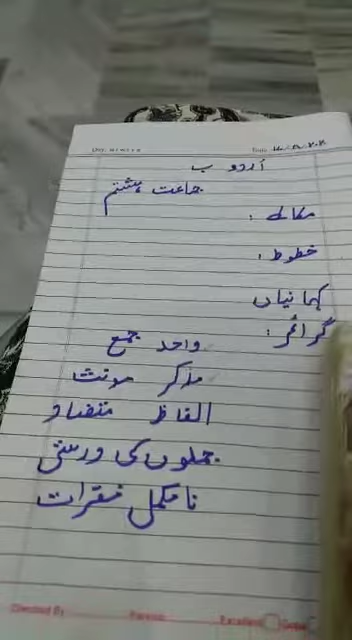 اردو ب
جماعت ہشتم
مکالمے:
خطوط:
کہانیاں
گرائمر:
واحد جمع
مذکر مونث
الفاظ متضاد
جملوں کی درستی
نامکمل فقرات